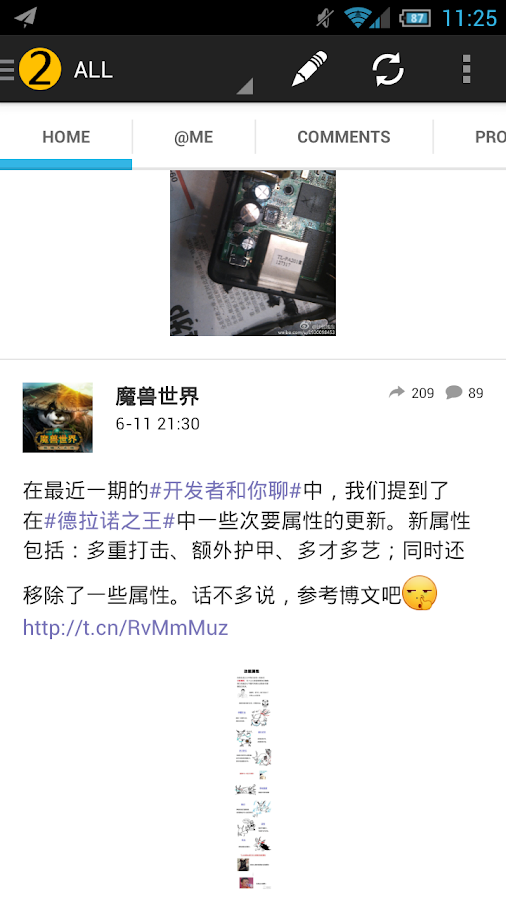 87 11:25
2 ALL
HOME @ME COMMENTS PRO
魔兽世界
209 89
6-11 21:30
在最近一期的#开发者和你聊#中，我们提到了
在#德拉诺之王#中一些次要属性的更新。新属性
包括：多重打击、额外护甲、多才多艺；同时还
移除了一些属性。话不多说，参考博文吧
http://t.cn/RvMmMuz